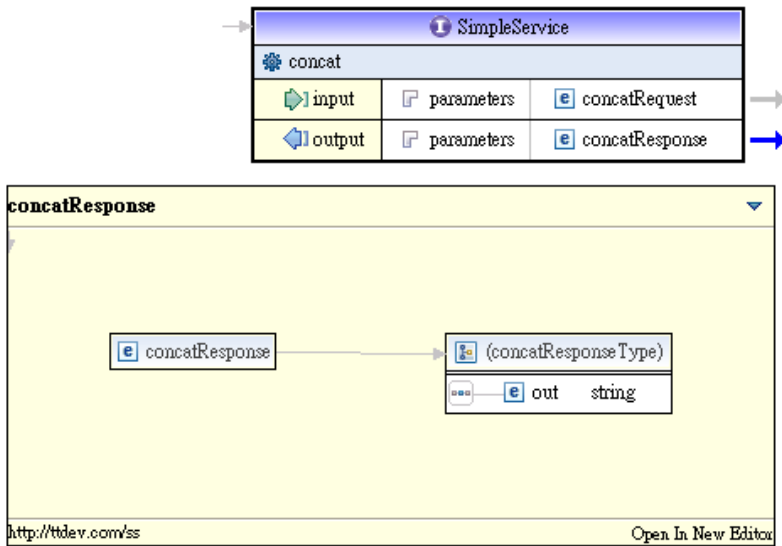 SimpleService
concat
input parameters e concatRequest
output parameters e concatResponse
concatResponse
e concatResponse
(concatResponseType)
e out string
http://ttdev.com/ss Open In New Editor